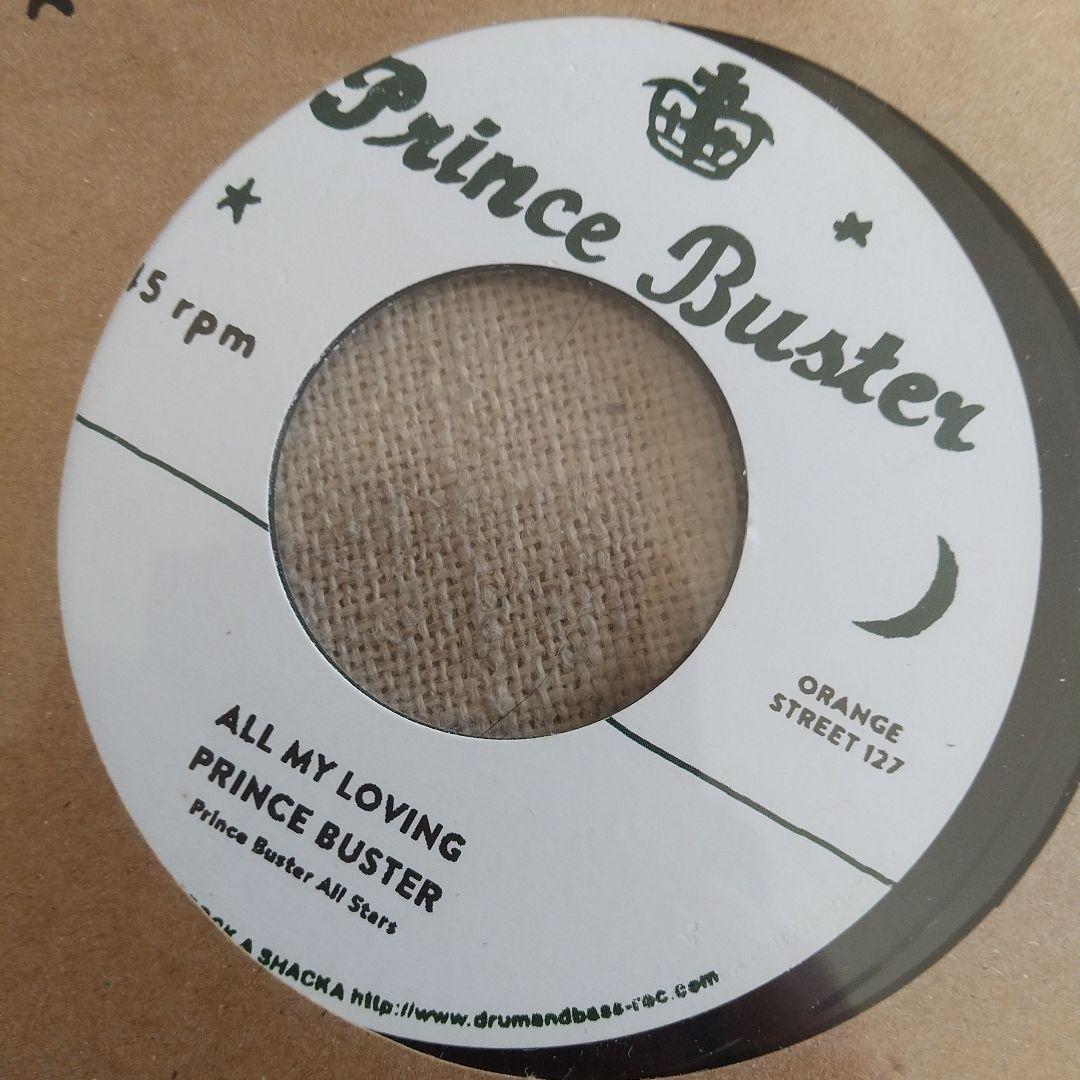 Prince Buster
45 rpm
ORANGE
STREET 127
ALL MY LOVING
PRINCE BUSTER
Prince Buster All Stars
A SHACKA http://www.drumandbass-rec.com